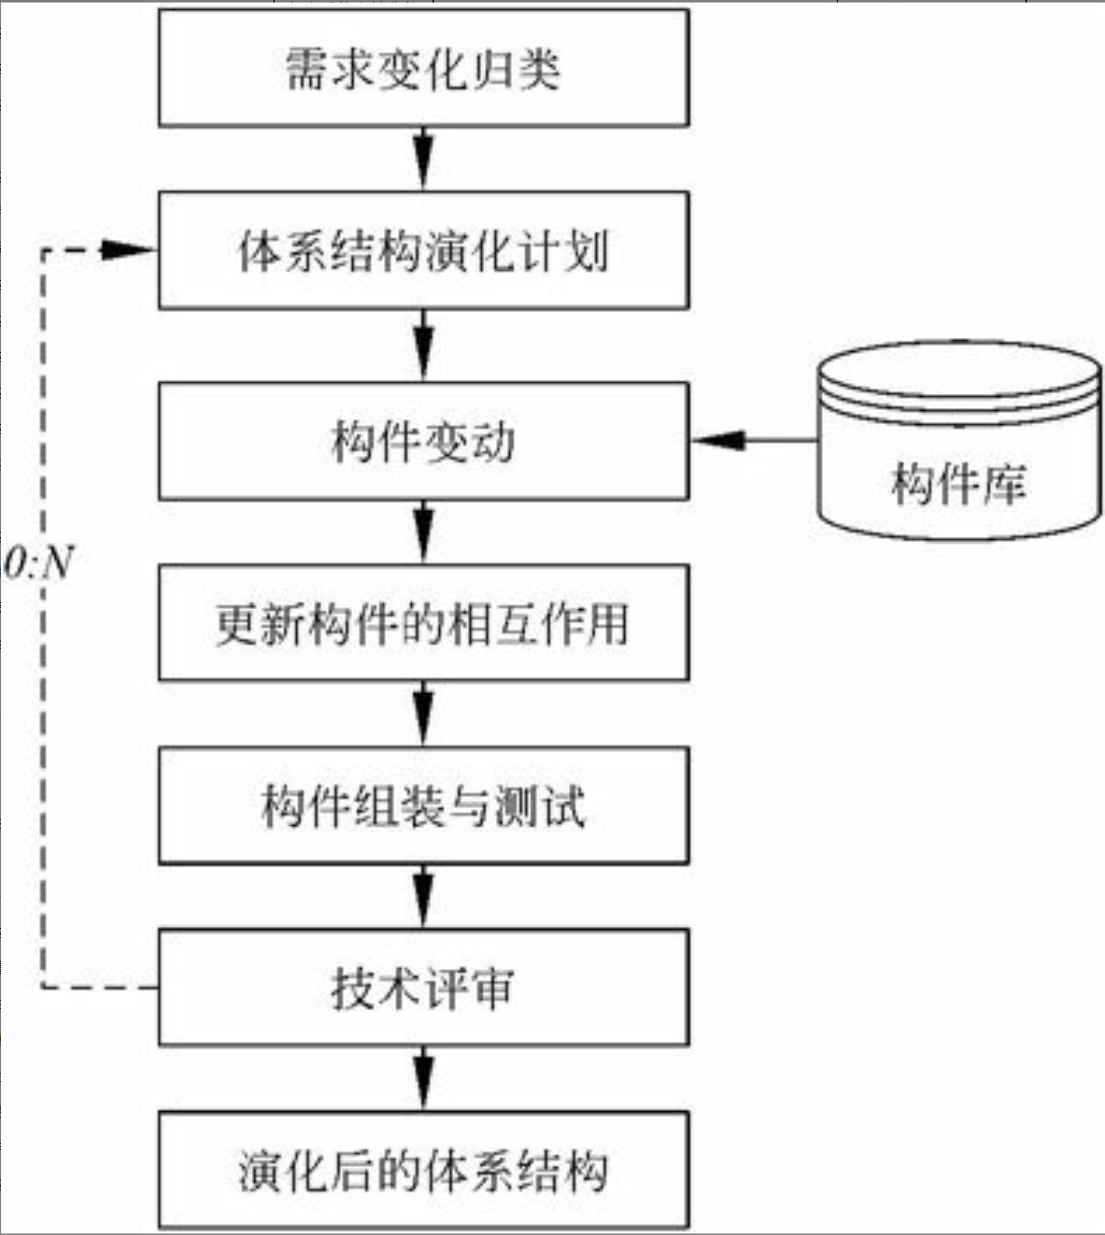 需求变化归类
体系结构演化计划
构件变动
构件库
0:N
更新构件的相互作用
构件组装与测试
技术评审
演化后的体系结构